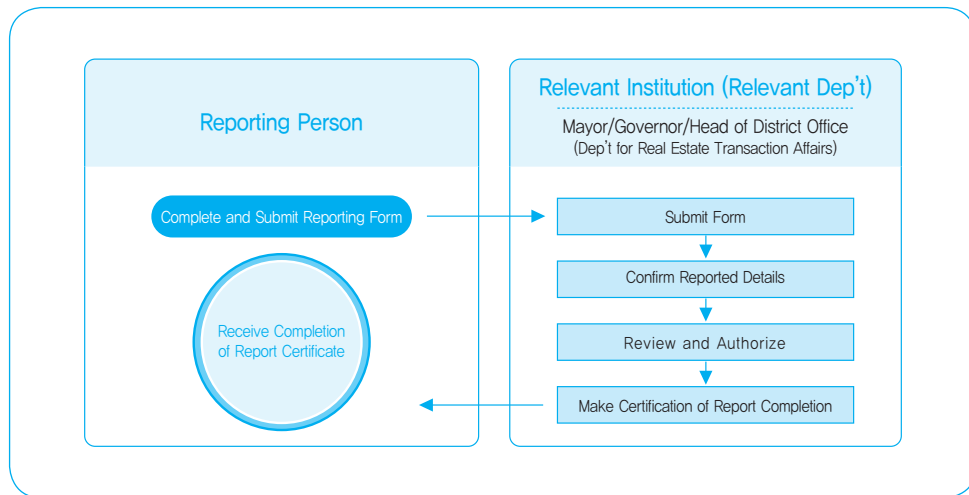 Reporting Person
Complete and Submit Reporting Form
Receive Completion
of Report Certificate
Relevant Institution (Relevant Dep't)
Mayor/Governor/Head of District Office
(Dep't for Real Estate Transaction Affairs)
Submit Form
Confirm Reported Details
Review and Authorize
Make Certification of Report Completion